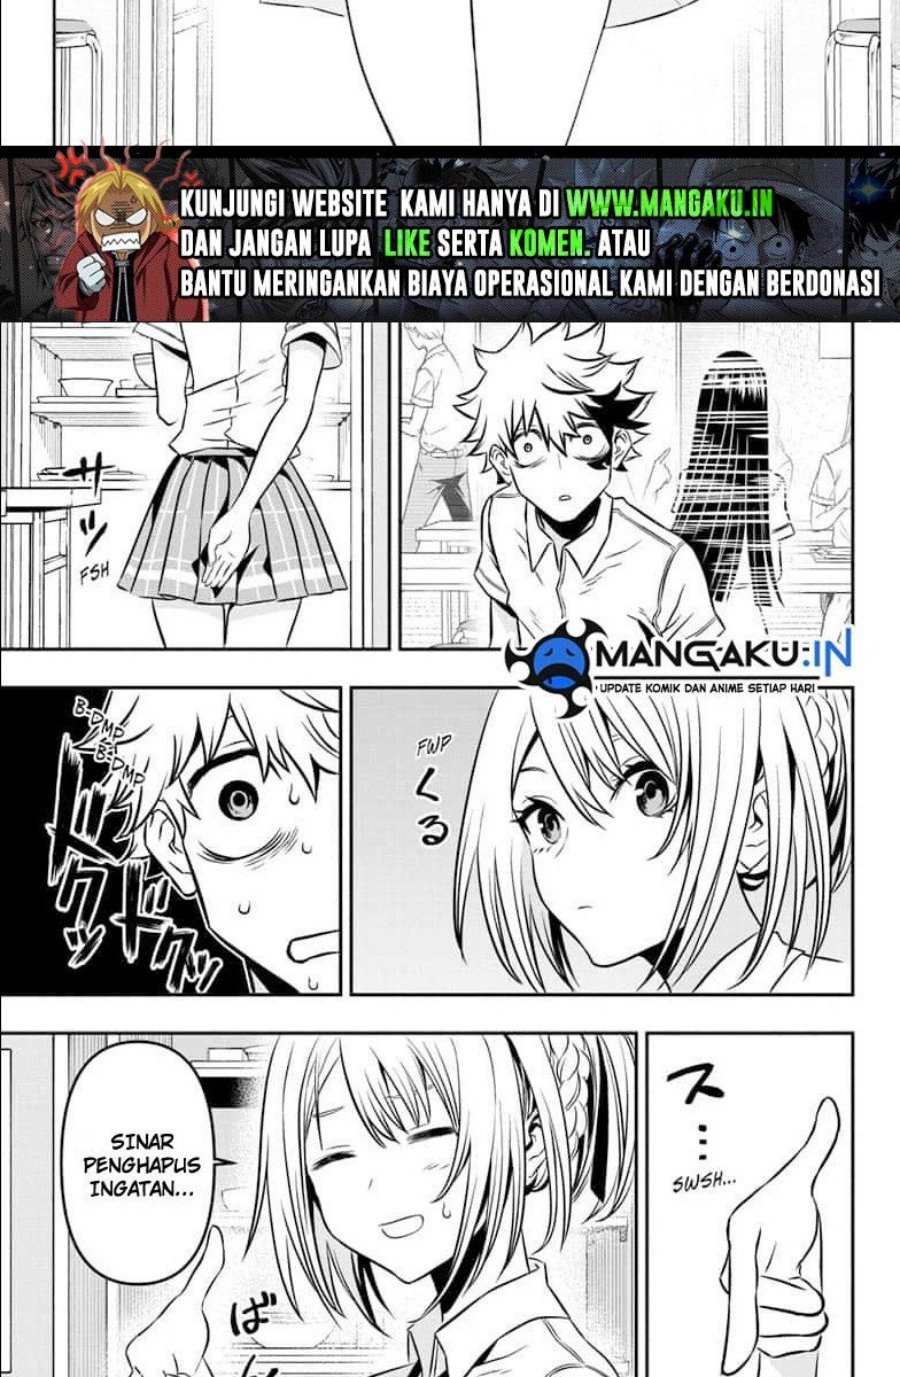 KUNJUNGI WEBSITE KAMI HANYA DI WWW.MANGAKU.IN
DAN JANGAN LUPA LIKE SERTA KOMEN. ATAU
BANTU MERINGANKAN BIAYA OPERASIONAL KAMI DENGAN BERDONASI
サッ
FSH
MANGAKU.IN
UPDATE KOMIK DAN ANIME SETIAP HARI
B-DMP
B-DMP
ドクッ
ドクッ
FWP
くる
SINAR
PENGHAPUS
INGATAN...
ば
ス…
SWSH...